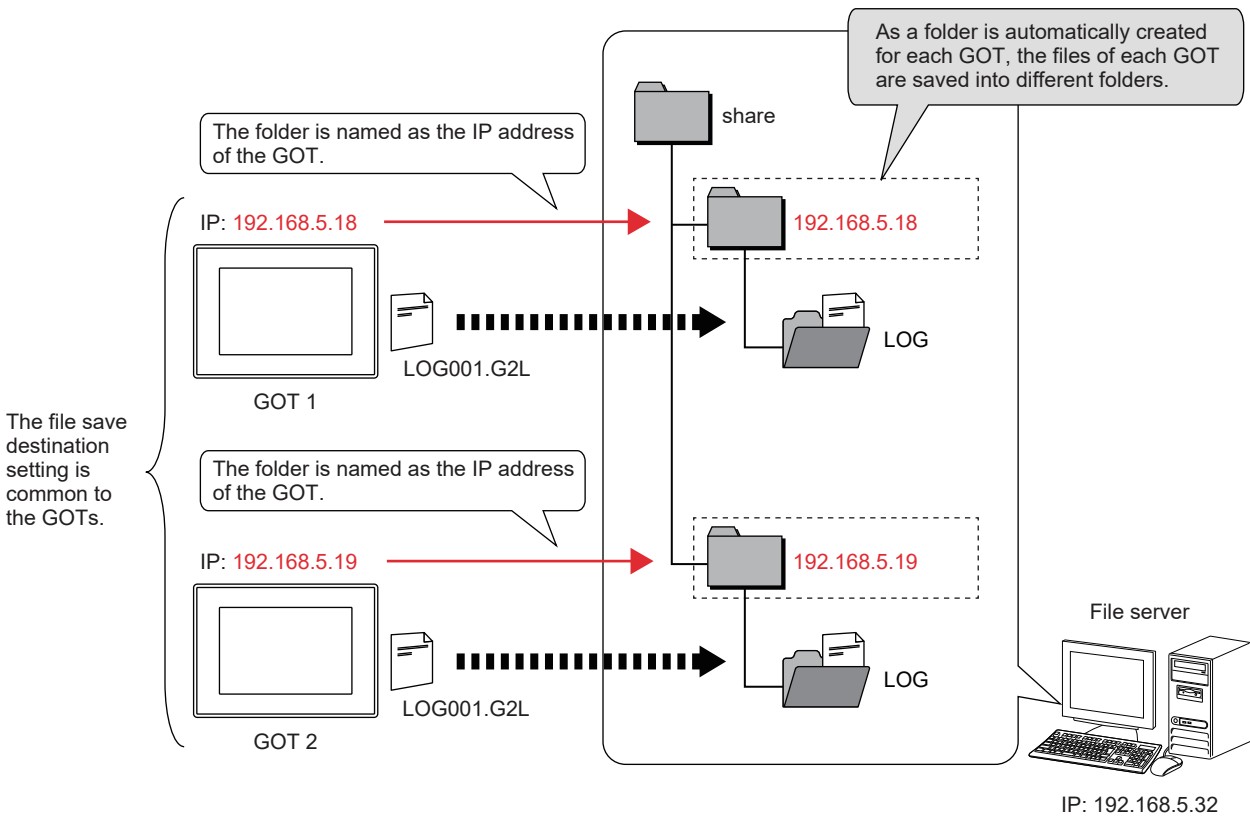 As a folder is automatically created
for each GOT, the files of each GOT
are saved into different folders.
share
The folder is named as the IP address
of the GOT.
IP: 192.168.5.18
192.168.5.18
LOG001.G2L
LOG
GOT 1
The file save
destination
setting is
common to
the GOTs.
The folder is named as the IP address
of the GOT.
IP: 192.168.5.19
192.168.5.19
LOG001.G2L
LOG
GOT 2
File server
IP: 192.168.5.32